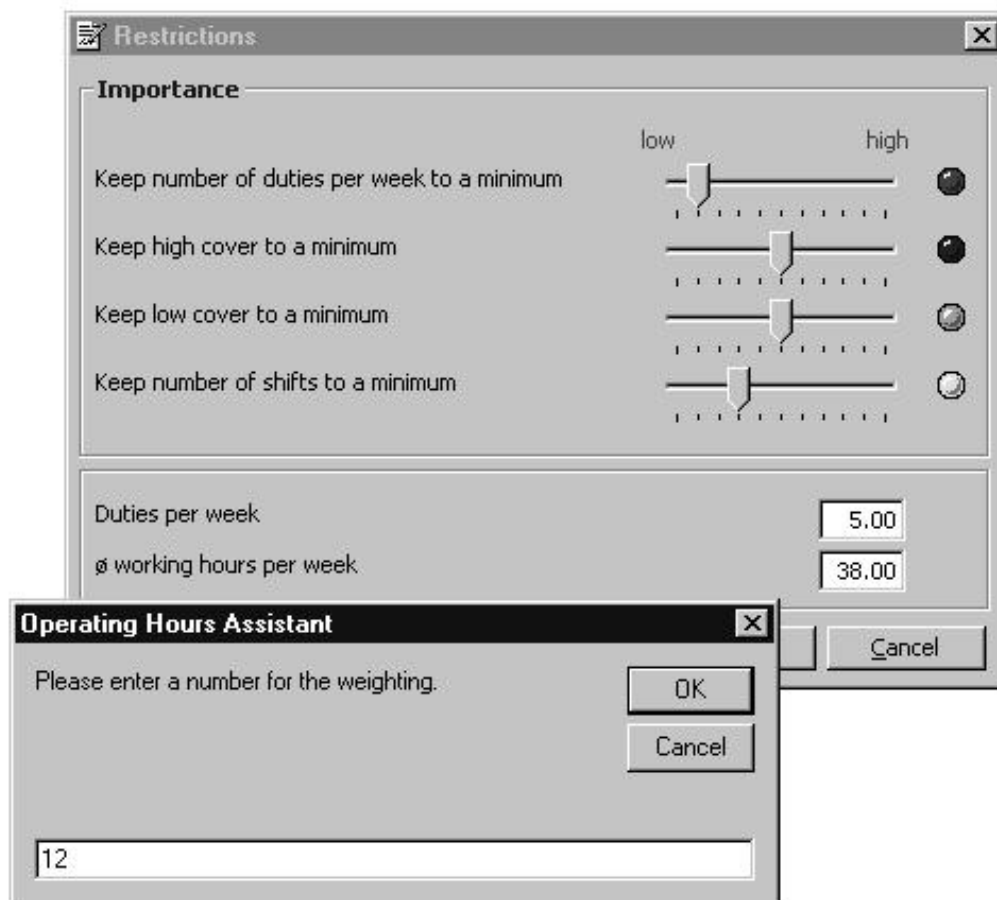 Restrictions
Importance
low high
Keep number of duties per week to a minimum
Keep high cover to a minimum
Keep low cover to a minimum
Keep number of shifts to a minimum
Duties per week 5.00
ø working hours per week 38.00
Cancel
Operating Hours Assistant
Please enter a number for the weighting.
OK
Cancel
12